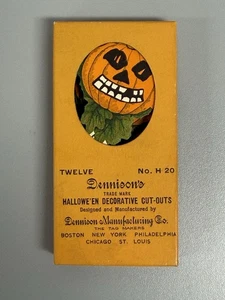 TWELVE No. H-20
Dennison's
TRADE MARK
HALLOWE'EN DECORATIVE CUT-OUTS
Designed and Manufactured by
Dennison Manufacturing Co.
THE TAG MAKERS
BOSTON NEW YORK PHILADELPHIA
CHICAGO ST. LOUIS